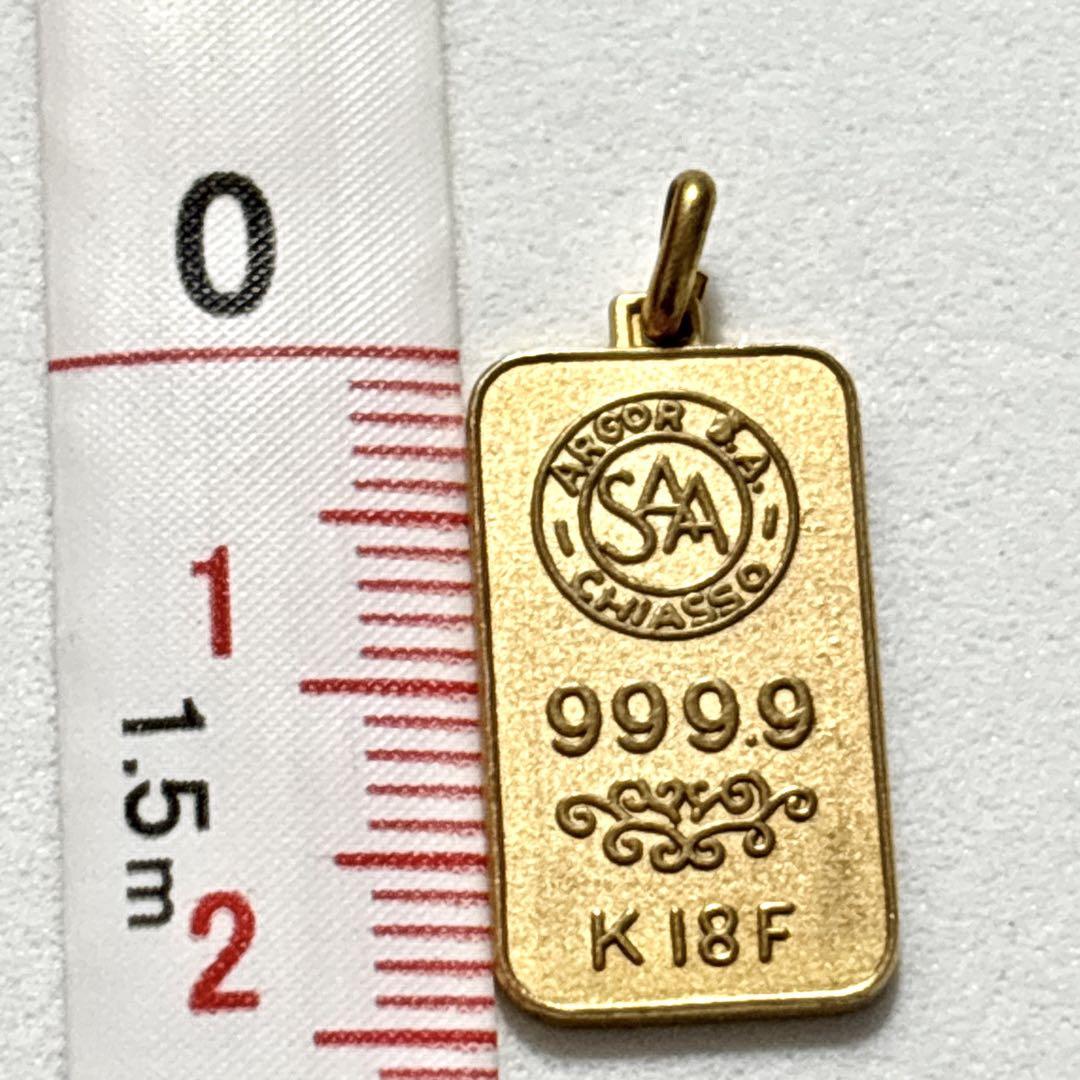 0
1
1.5m
2
ARGOR S.A.
SAA
CHIASSO
999.9
K18F